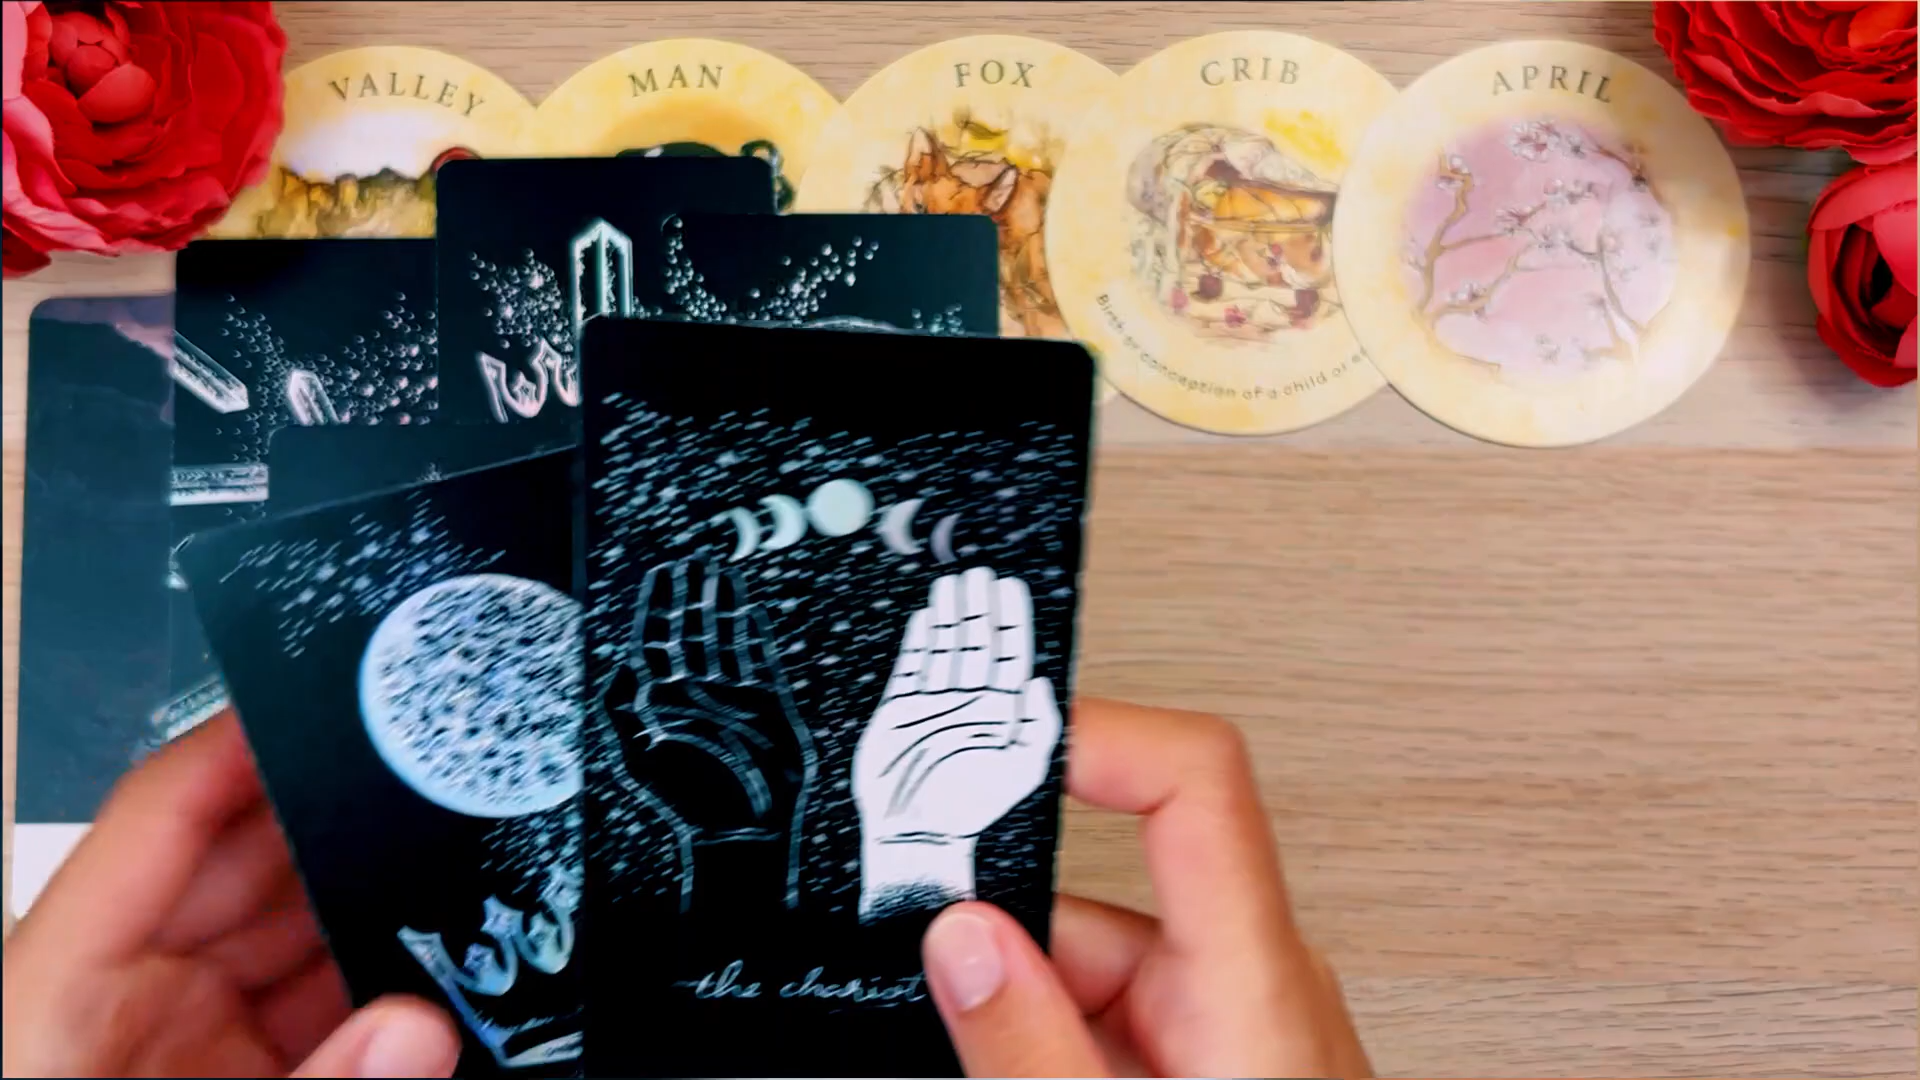 VALLEY
MAN
FOX
CRIB
APRIL
Birth or conception of a child or
the chariot